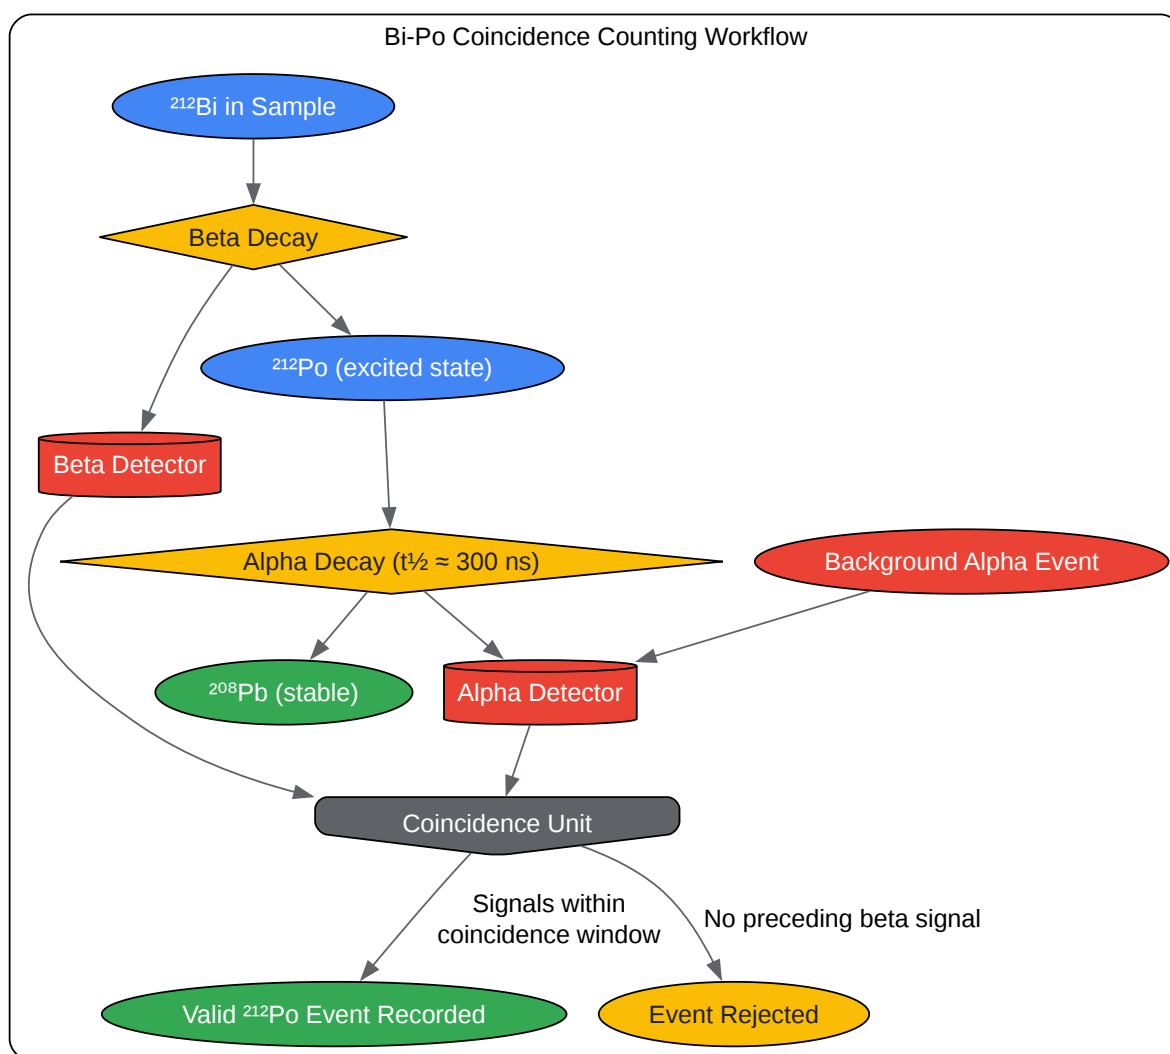 Bi-Po Coincidence Counting Workflow
²¹²Bi in Sample
Beta Decay
²¹²Po (excited state)
Beta Detector
Alpha Decay (t½ ≈ 300 ns)
Background Alpha Event
²⁰⁸Pb (stable)
Alpha Detector
Coincidence Unit
Signals within
coincidence window
No preceding beta signal
Valid ²¹²Po Event Recorded
Event Rejected